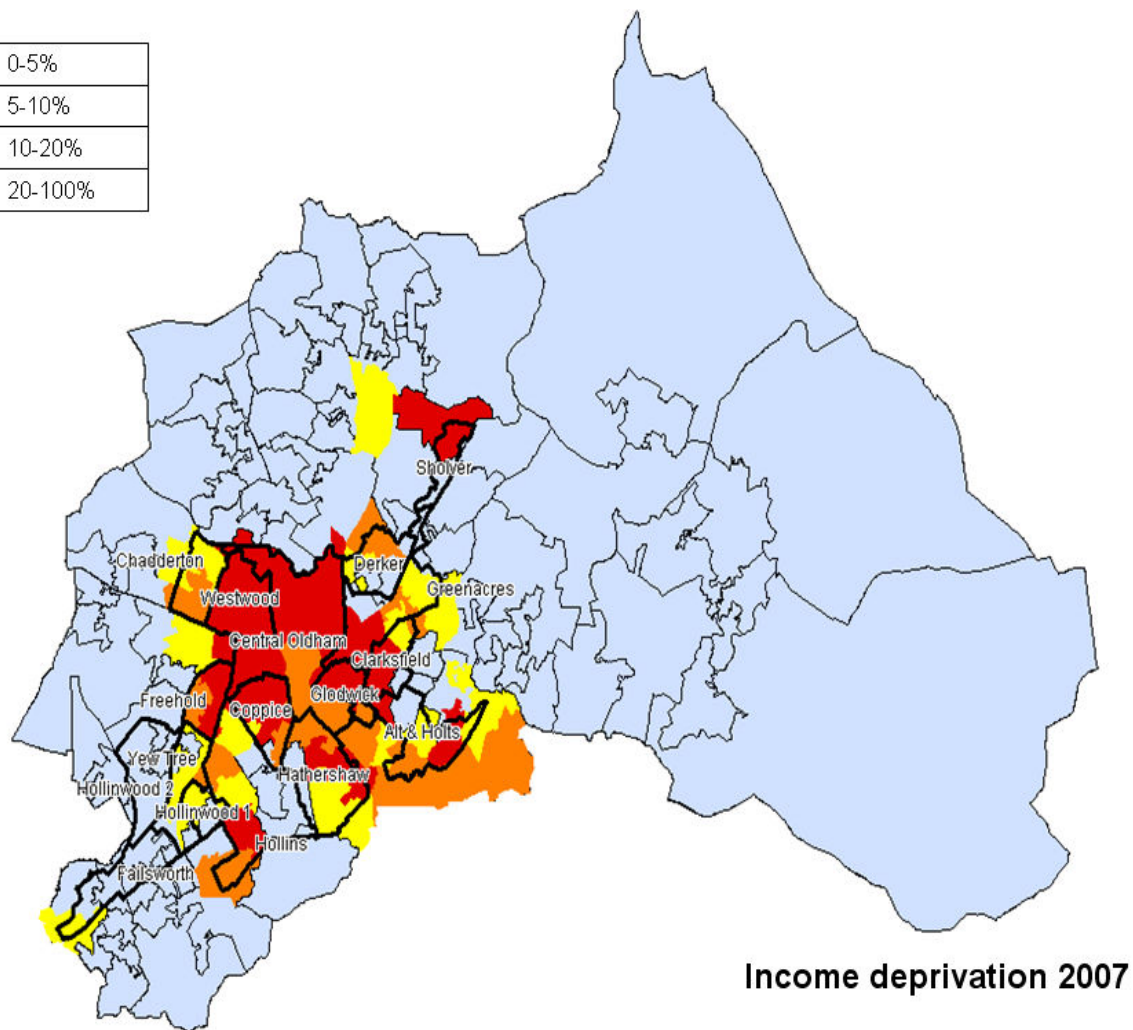 0-5%
5-10%
10-20%
20-100%
Sholver
Chadderton
Derker
Greenacres
Westwood
Central Oldham
Clarksfield
Glodwick
Freehold
Coppice
Alt & Holts
Yew Tree
Hathershaw
Hollinwood 2
Hollinwood 1
Hollins
Failsworth
Income deprivation 2007